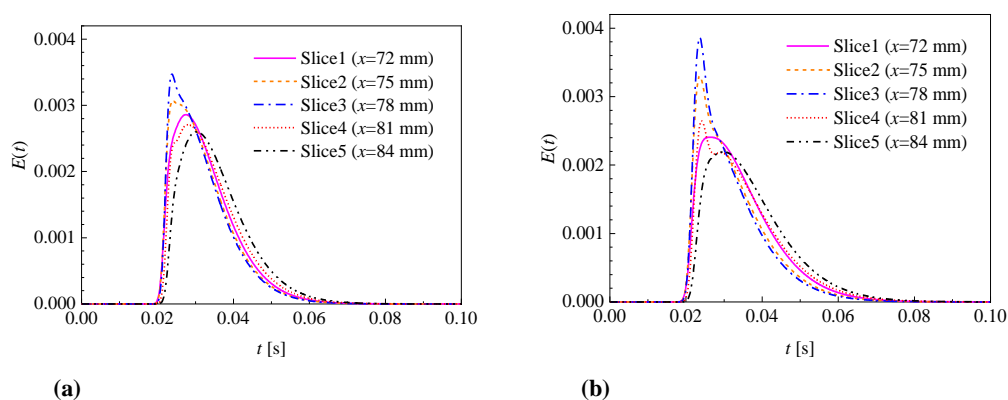 0.004
0.003
0.002
0.001
0.000
E(t)
0.00 0.02 0.04 0.06 0.08 0.10
t [s]
Slice1 (x=72 mm)
Slice2 (x=75 mm)
Slice3 (x=78 mm)
Slice4 (x=81 mm)
Slice5 (x=84 mm)
(a)
0.004
0.003
0.002
0.001
0.000
E(t)
0.00 0.02 0.04 0.06 0.08 0.10
t [s]
Slice1 (x=72 mm)
Slice2 (x=75 mm)
Slice3 (x=78 mm)
Slice4 (x=81 mm)
Slice5 (x=84 mm)
(b)